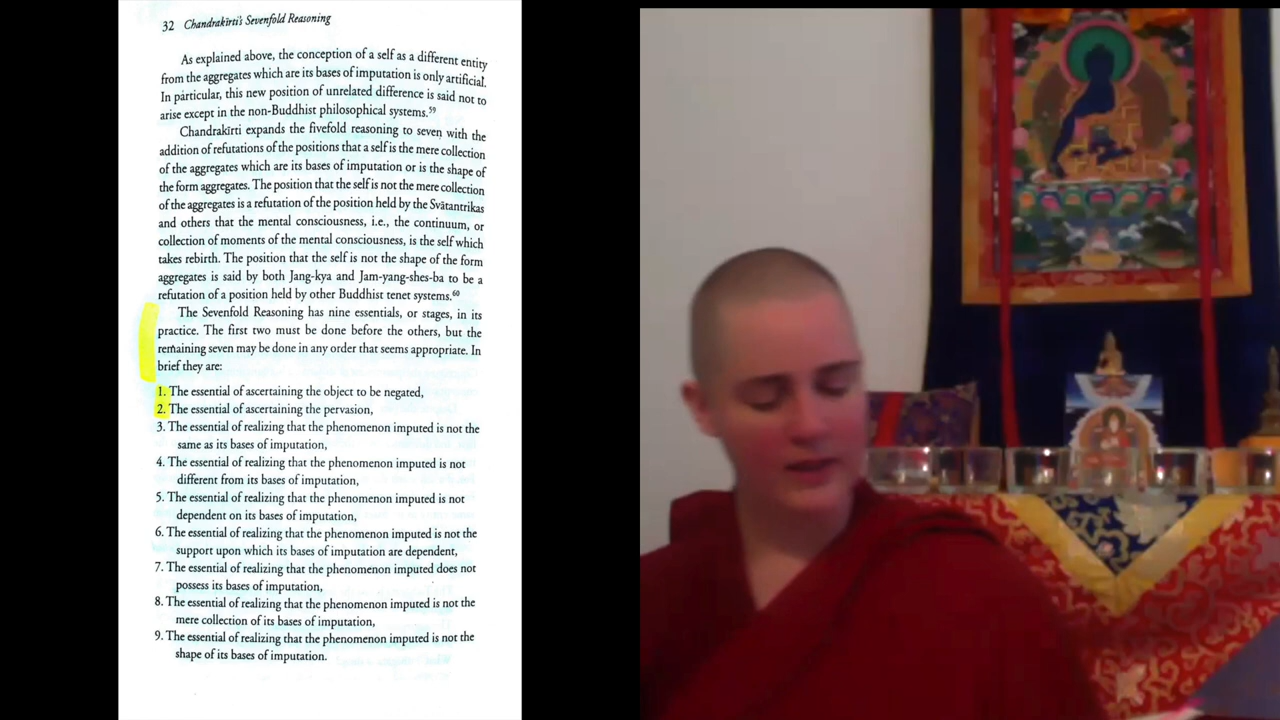 32 Chandrakīrti's Sevenfold Reasoning
As explained above, the conception of a self as a different entity
from the aggregates which are its bases of imputation is only artificial.
In particular, this new position of unrelated difference is said not to
arise except in the non-Buddhist philosophical systems.⁵⁹
Chandrakīrti expands the fivefold reasoning to seven with the
addition of refutations of the positions that a self is the mere collection
of the aggregates which are its bases of imputation or is the shape of
the form aggregates. The position that the self is not the mere collection
of the aggregates is a refutation of the position held by the Svātantrikas
and others that the mental consciousness, i.e., the continuum, or
collection of moments of the mental consciousness, is the self which
takes rebirth. The position that the self is not the shape of the form
aggregates is said by both Jang-kya and Jam-yang-shes-ba to be a
refutation of a position held by other Buddhist tenet systems.⁶⁰
The Sevenfold Reasoning has nine essentials, or stages, in its
practice. The first two must be done before the others, but the
remaining seven may be done in any order that seems appropriate. In
brief they are:
1. The essential of ascertaining the object to be negated,
2. The essential of ascertaining the pervasion,
3. The essential of realizing that the phenomenon imputed is not the
same as its bases of imputation,
4. The essential of realizing that the phenomenon imputed is not
different from its bases of imputation,
5. The essential of realizing that the phenomenon imputed is not
dependent on its bases of imputation,
6. The essential of realizing that the phenomenon imputed is not the
support upon which its bases of imputation are dependent,
7. The essential of realizing that the phenomenon imputed does not
possess its bases of imputation,
8. The essential of realizing that the phenomenon imputed is not the
mere collection of its bases of imputation,
9. The essential of realizing that the phenomenon imputed is not the
shape of its bases of imputation.